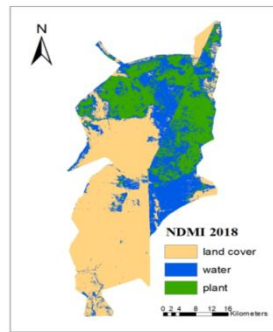 N
NDMI 2018
land cover
water
plant
0 2 4 8 12 16
Kilometers